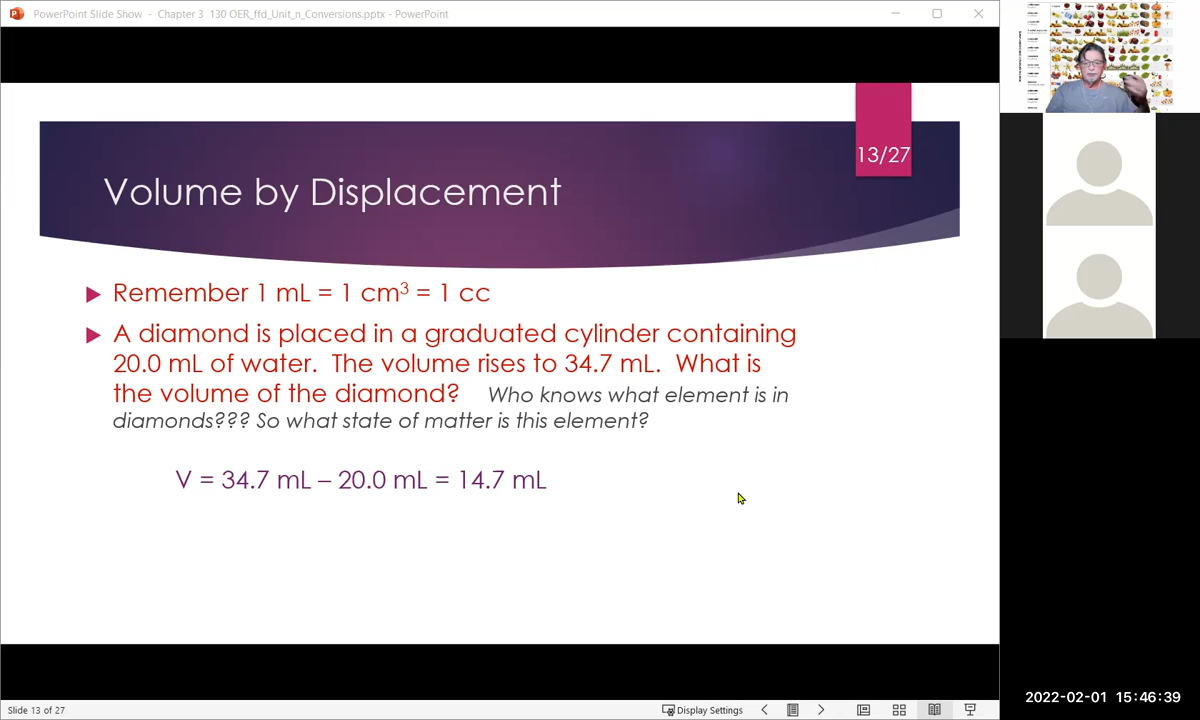 PowerPoint Slide Show - Chapter 3 130 OER_ffd_Unit_n_Conversions.pptx - PowerPoint
13/27
Volume by Displacement
Remember 1 mL = 1 cm³ = 1 cc
A diamond is placed in a graduated cylinder containing
20.0 mL of water. The volume rises to 34.7 mL. What is
the volume of the diamond? Who knows what element is in
diamonds??? So what state of matter is this element?
V = 34.7 mL – 20.0 mL = 14.7 mL
2022-02-01 15:46:39
Slide 13 of 27
Display Settings